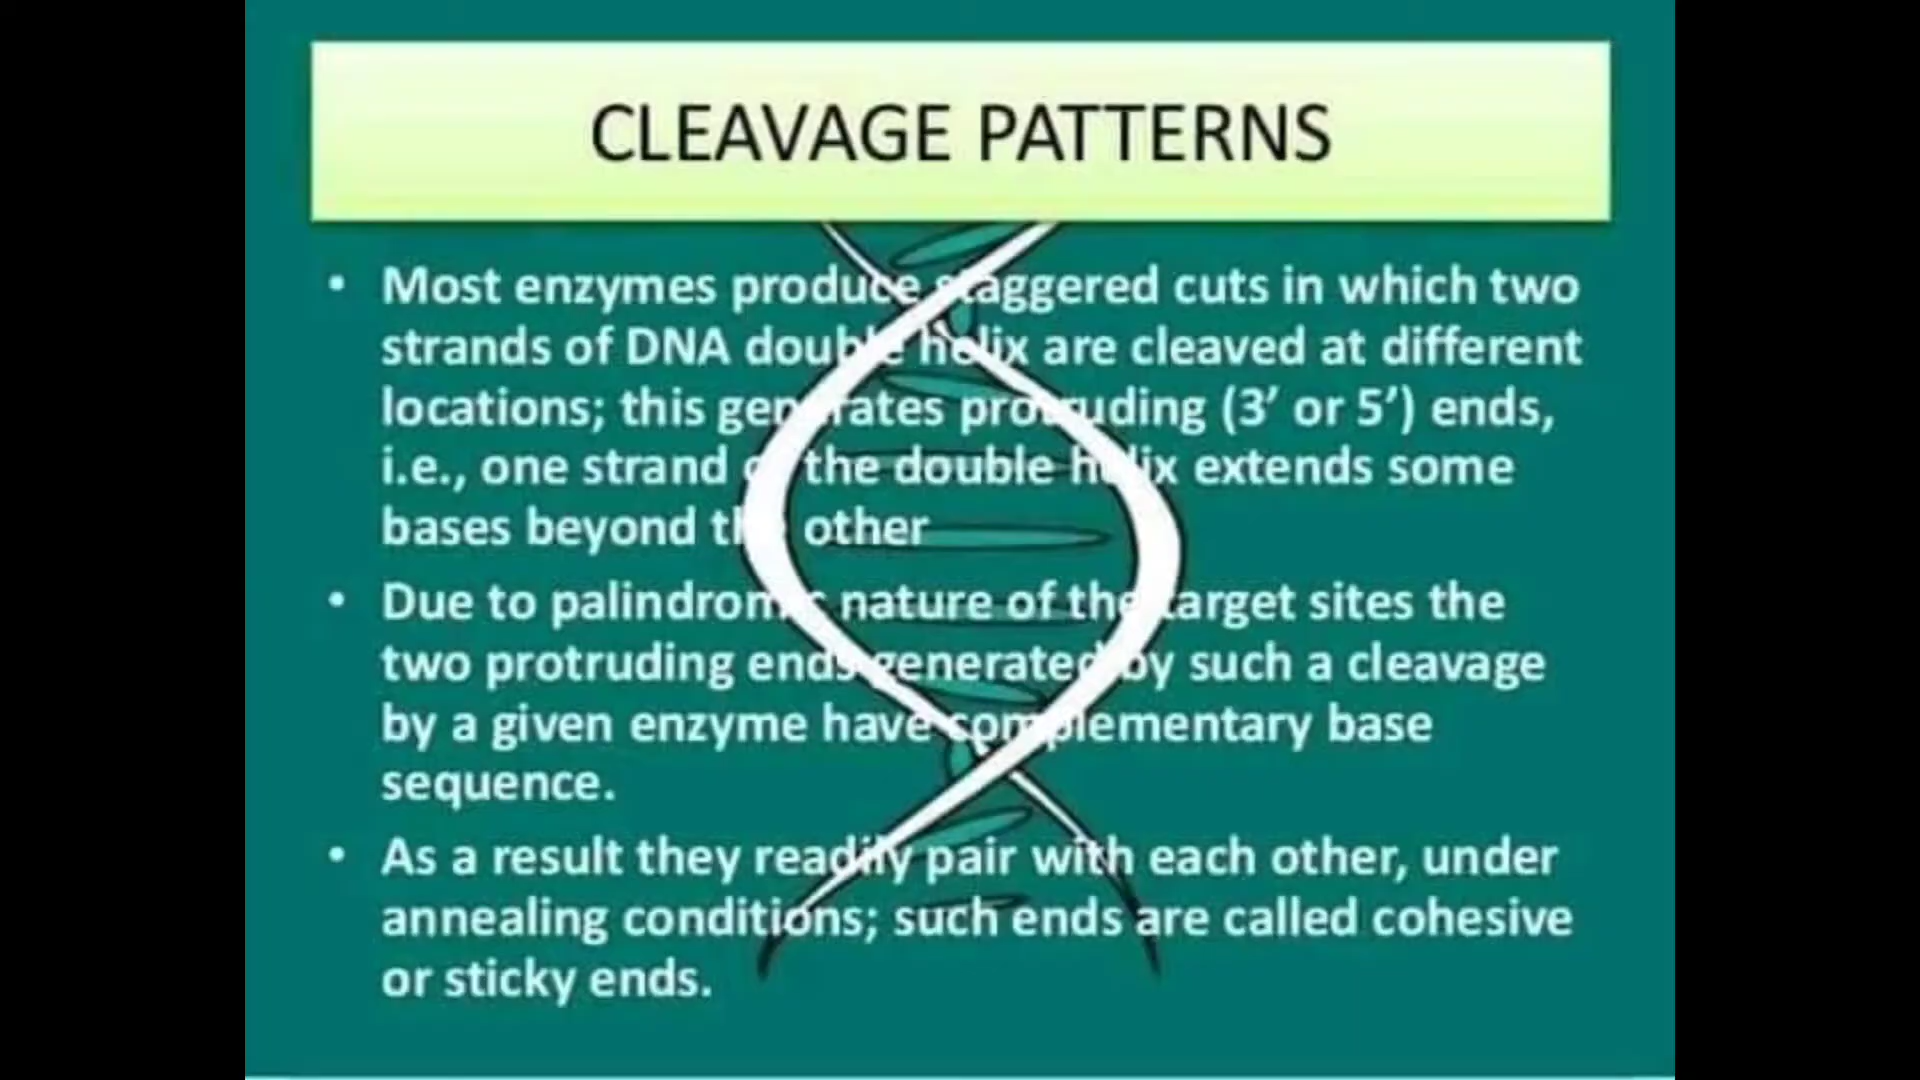 CLEAVAGE PATTERNS
• Most enzymes produce staggered cuts in which two
strands of DNA double helix are cleaved at different
locations; this generates protruding (3’ or 5’) ends,
i.e., one strand of the double helix extends some
bases beyond the other
• Due to palindromic nature of the target sites the
two protruding ends generated by such a cleavage
by a given enzyme have complementary base
sequence.
• As a result they readily pair with each other, under
annealing conditions; such ends are called cohesive
or sticky ends.